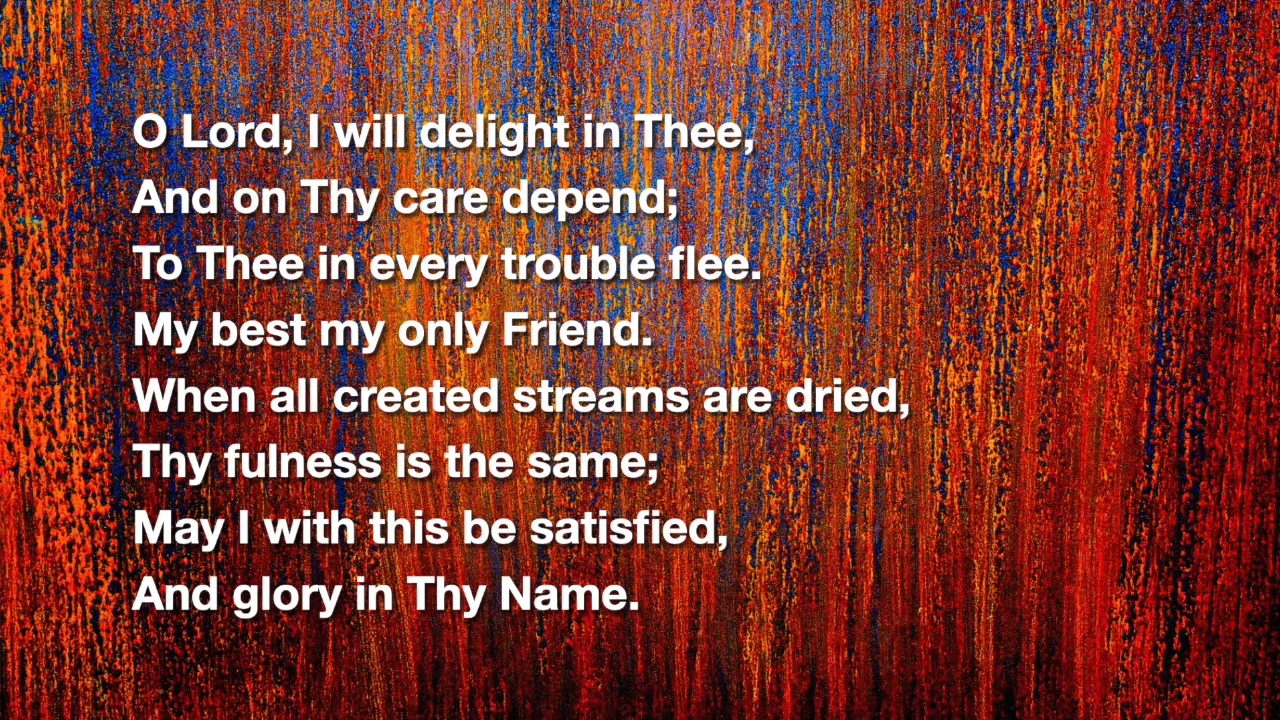 O Lord, I will delight in Thee,
And on Thy care depend;
To Thee in every trouble flee.
My best my only Friend.
When all created streams are dried,
Thy fulness is the same;
May I with this be satisfied,
And glory in Thy Name.